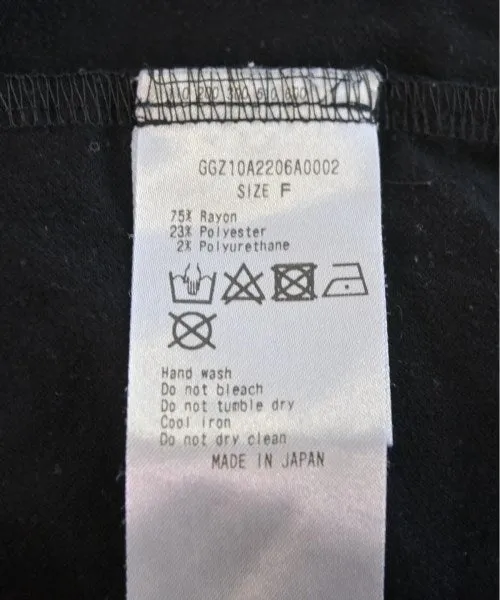 GGZ10A2206A0002
SIZE F
75% Rayon
23% Polyester
2% Polyurethane
Hand wash
Do not bleach
Do not tumble dry
Cool iron
Do not dry clean
MADE IN JAPAN